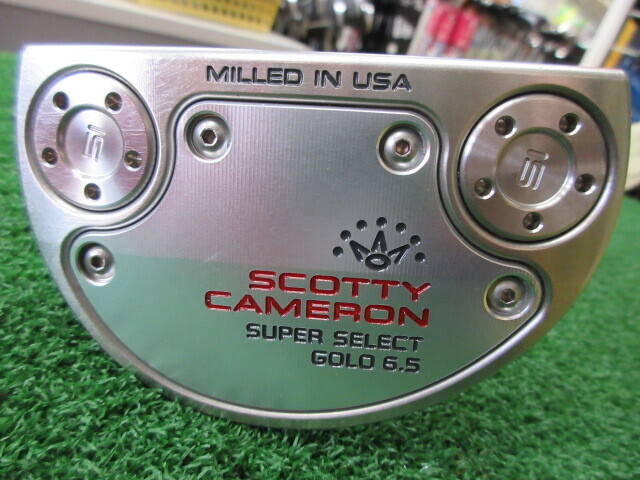 MILLED IN USA
SCOTTY
CAMERON
SUPER SELECT
GOLO 6.5